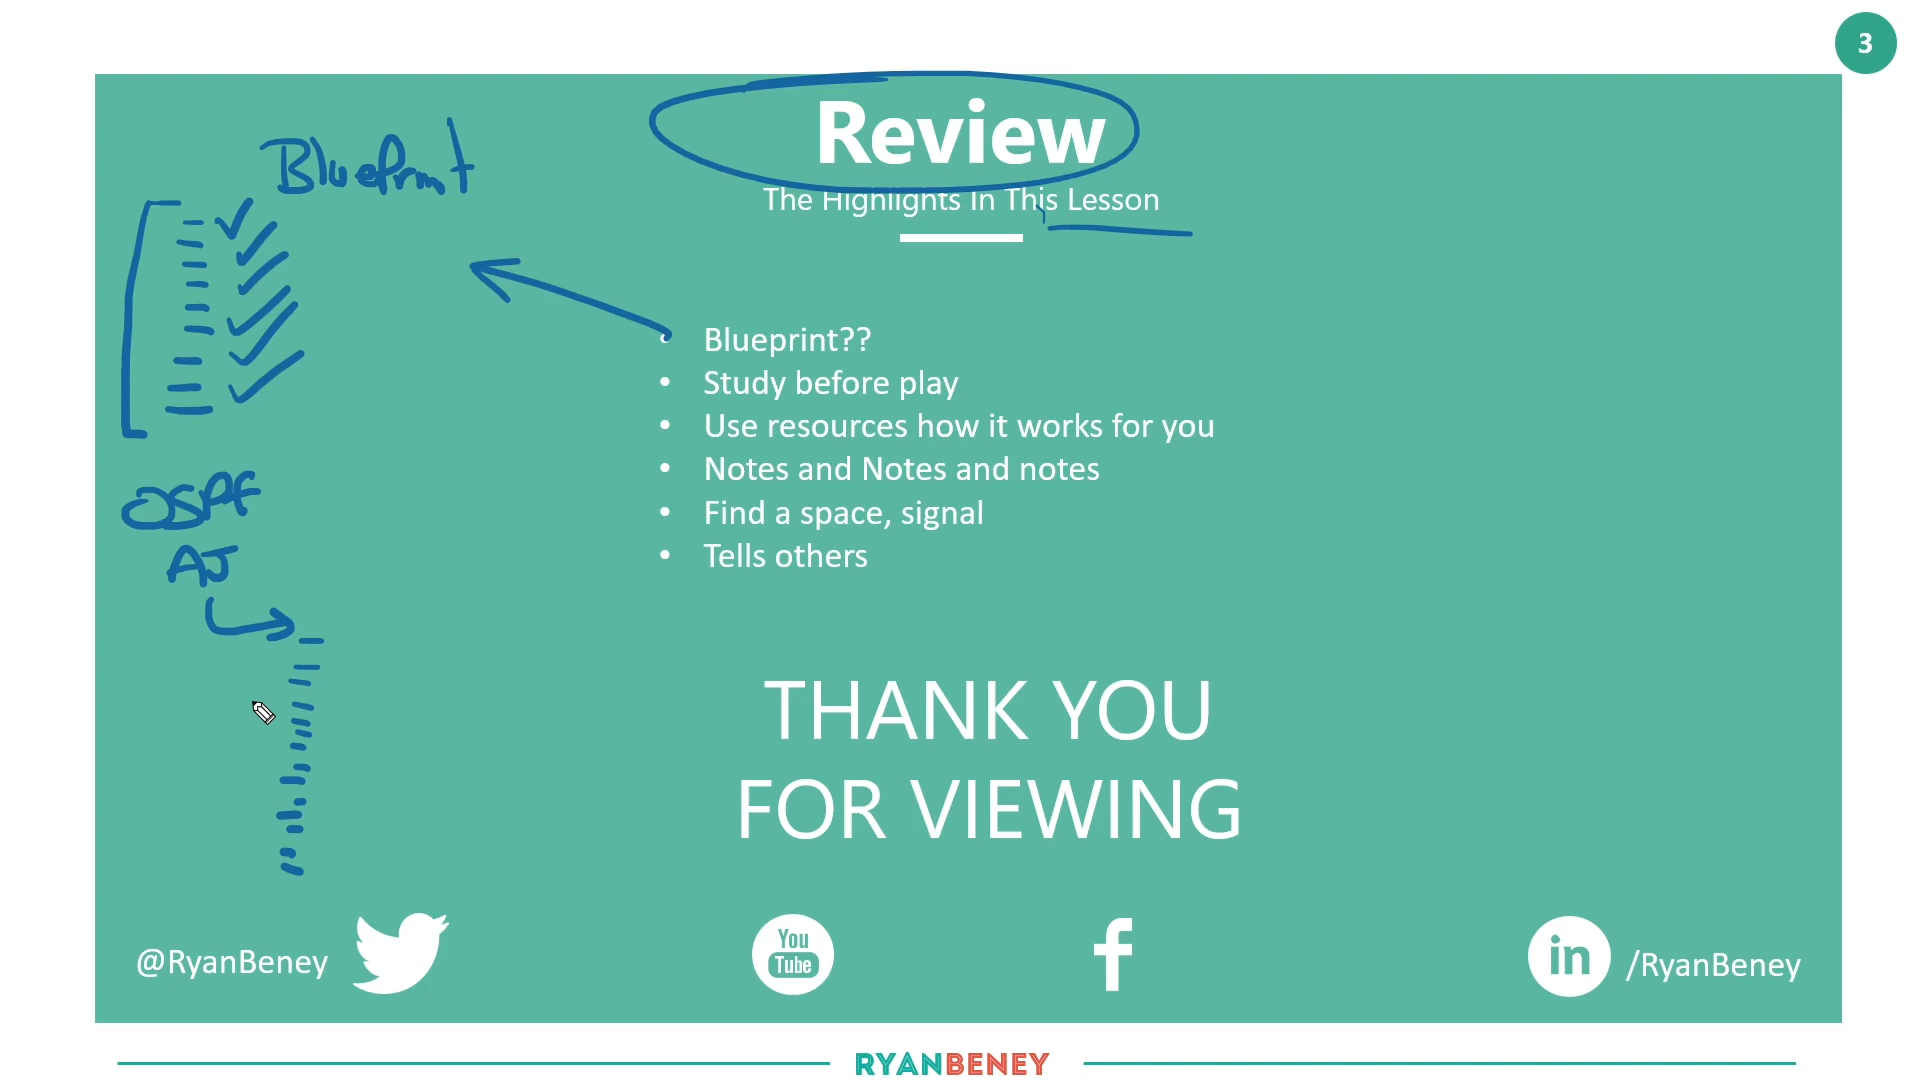 3
Review
The Highlights In This Lesson
Blueprint
• Blueprint??
• Study before play
• Use resources how it works for you
• Notes and Notes and notes
• Find a space, signal
• Tells others
OSPF
THANK YOU
FOR VIEWING
@RyanBeney
You
Tube
f
in
/RyanBeney
RYANBENEY